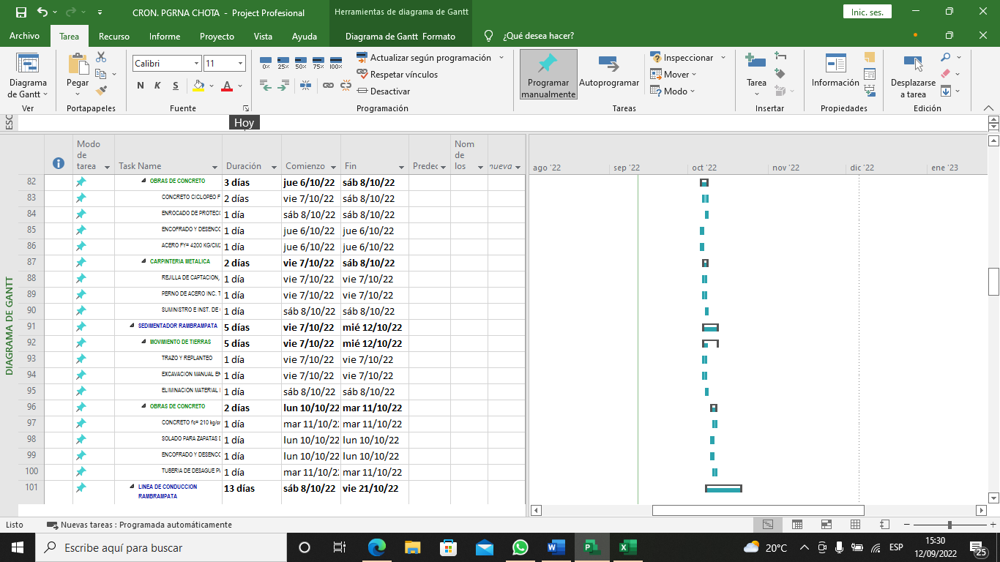 CRON. PGRNA CHOTA - Project Profesional
Herramientas de diagrama de Gantt
Inic. ses.
Archivo Tarea Recurso Informe Proyecto Vista Ayuda Diagrama de Gantt Formato ¿Qué desea hacer?
Diagrama de Gantt
Ver
Pegar
Portapapeles
Calibri 11
N K S A
Fuente
0% 25% 50% 75% 100%
Actualizar según programación
Respetar vínculos
Desactivar
Programación
Programar manualmente
Autoprogramar
Inspeccionar
Mover
Modo
Tareas
Tarea
Insertar
Información
Propiedades
Desplazarse a tarea
Edición
ESC
Hoy
DIAGRAMA DE GANTT
Modo de tarea Task Name Duración Comienzo Fin Predec Nom de los nueva
ago '22 sep '22 oct '22 nov '22 dic '22 ene '23
82 OBRAS DE CONCRETO 3 días jue 6/10/22 sáb 8/10/22
83 CONCRETO CICLOPEO F 2 días vie 7/10/22 sáb 8/10/22
84 ENROCADO DE PROTECC 1 día sáb 8/10/22 sáb 8/10/22
85 ENCOFRADO Y DESENCO 1 día jue 6/10/22 jue 6/10/22
86 ACERO FY= 4200 KG/CM2 1 día jue 6/10/22 jue 6/10/22
87 CARPINTERIA METALICA 2 días vie 7/10/22 sáb 8/10/22
88 REJILLA DE CAPTACION, 1 día vie 7/10/22 vie 7/10/22
89 PERNO DE ACERO INC. T 1 día vie 7/10/22 vie 7/10/22
90 SUMINISTRO E INST. DE 1 día sáb 8/10/22 sáb 8/10/22
91 SEDIMENTADOR RAMBRAMPATA 5 días vie 7/10/22 mié 12/10/22
92 MOVIMIENTO DE TIERRAS 5 días vie 7/10/22 mié 12/10/22
93 TRAZO Y REPLANTEO 1 día vie 7/10/22 vie 7/10/22
94 EXCAVACION MANUAL EN 1 día vie 7/10/22 vie 7/10/22
95 ELIMINACION MATERIAL 1 día sáb 8/10/22 sáb 8/10/22
96 OBRAS DE CONCRETO 2 días lun 10/10/22 mar 11/10/22
97 CONCRETO 210 1 día mar 11/10/2 mar 11/10/22
98 SOLADO PARA ZAPATAS 1 día lun 10/10/22 lun 10/10/22
99 ENCOFRADO Y DESENCO 1 día lun 10/10/22 lun 10/10/22
100 TUBERIA DE DESAGUE 1 día mar 11/10/2 mar 11/10/22
101 LINEA DE CONDUCCION RAMBRAMPATA 13 días sáb 8/10/22 vie 21/10/22
Listo Nuevas tareas : Programada automáticamente
Escribe aquí para buscar
20°C ESP 15:30
12/09/2022
25